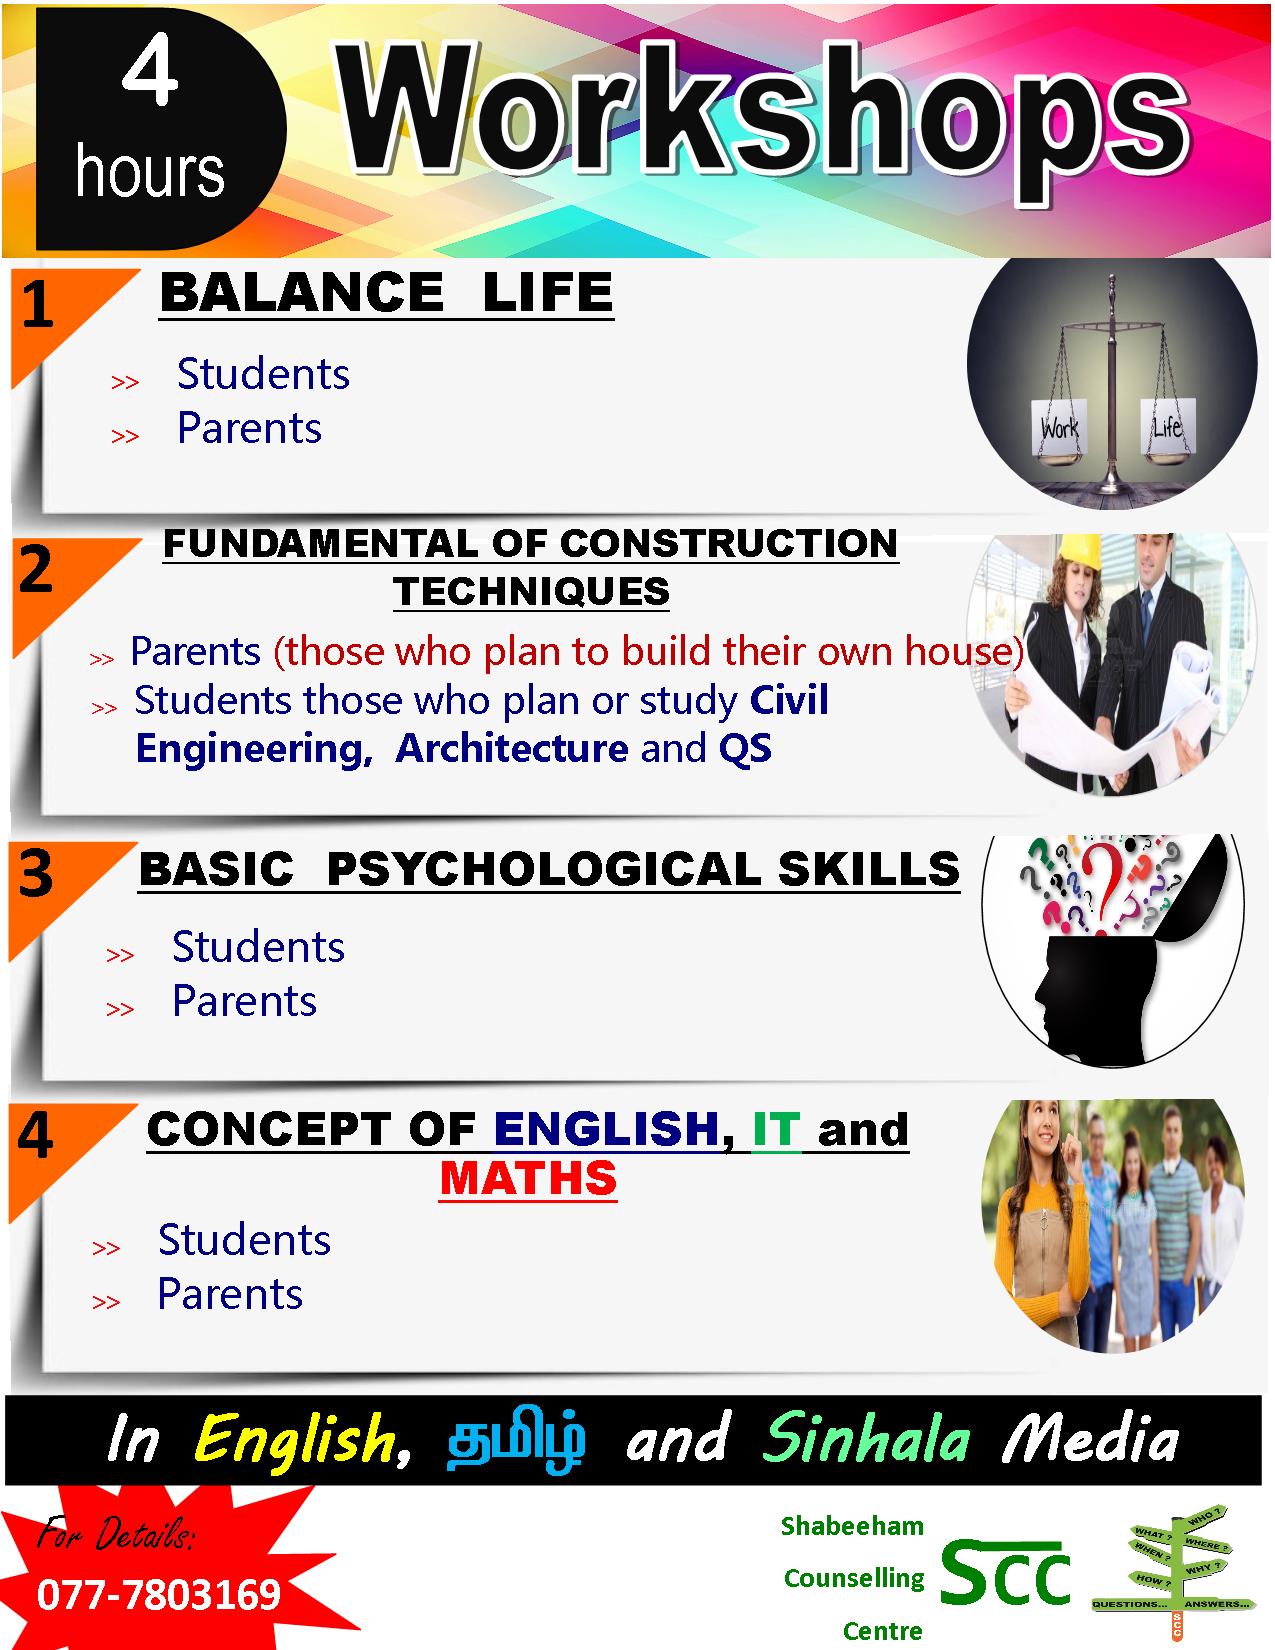 4
hours
Workshops
1
BALANCE LIFE
>> Students
>> Parents
Work
Life
2
FUNDAMENTAL OF CONSTRUCTION
TECHNIQUES
>> Parents (those who plan to build their own house)
>> Students those who plan or study Civil
Engineering, Architecture and QS
3
BASIC PSYCHOLOGICAL SKILLS
>> Students
>> Parents
4
CONCEPT OF ENGLISH, IT and
MATHS
>> Students
>> Parents
In English, தமிழ் and Sinhala Media
For Details:
077-7803169
Shabeeham
Counselling
Centre
SCC
WHO ?
WHAT ?
WHERE ?
WHEN ?
WHY ?
HOW ?
QUESTIONS... ANSWERS...
SCC